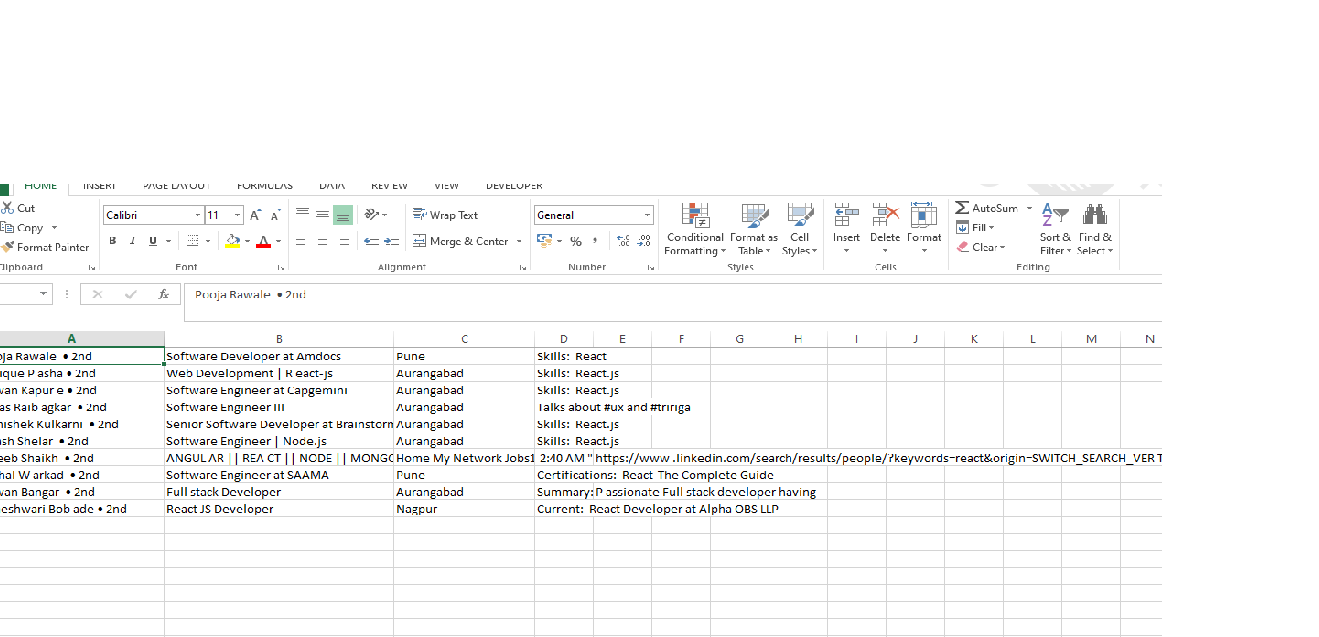 HOME INSERT PAGE LAYOUT FORMULAS DATA REVIEW VIEW DEVELOPER
Cut
Copy
Format Painter
Calibri 11
B I U
Wrap Text
Merge & Center
General
% ,
Conditional Formatting
Format as Table
Cell Styles
Insert Delete Format
AutoSum
Fill
Clear
Sort & Filter
Find & Select
Clipboard Font Alignment Number Styles Cells Editing
fx Pooja Rawale • 2nd
A B C D E F G H I J K L M N
ja Rawale • 2nd Software Developer at Amdocs Pune Skills: React
ique Pasha • 2nd Web Development | React-js Aurangabad Skills: React.js
wan Kapure • 2nd Software Engineer at Capgemini Aurangabad Skills: React.js
as Raibagkar • 2nd Software Engineer III Aurangabad Talks about #ux and #tririga
hishek Kulkarni • 2nd Senior Software Developer at Brainstorm Aurangabad Skills: React.js
sh Shelar • 2nd Software Engineer | Node.js Aurangabad Skills: React.js
eeb Shaikh • 2nd ANGULAR || REACT || NODE || MONGO Home My Network Jobs1 2:40 AM "https://www.linkedin.com/search/results/people/?keywords=react&origin=SWITCH_SEARCH_VERT
hal Warkad • 2nd Software Engineer at SAAMA Pune Certifications: React-The Complete Guide
wan Bangar • 2nd Full stack Developer Aurangabad Summary: Passionate Full stack developer having
neshwari Bobade • 2nd React JS Developer Nagpur Current: React Developer at Alpha OBS LLP